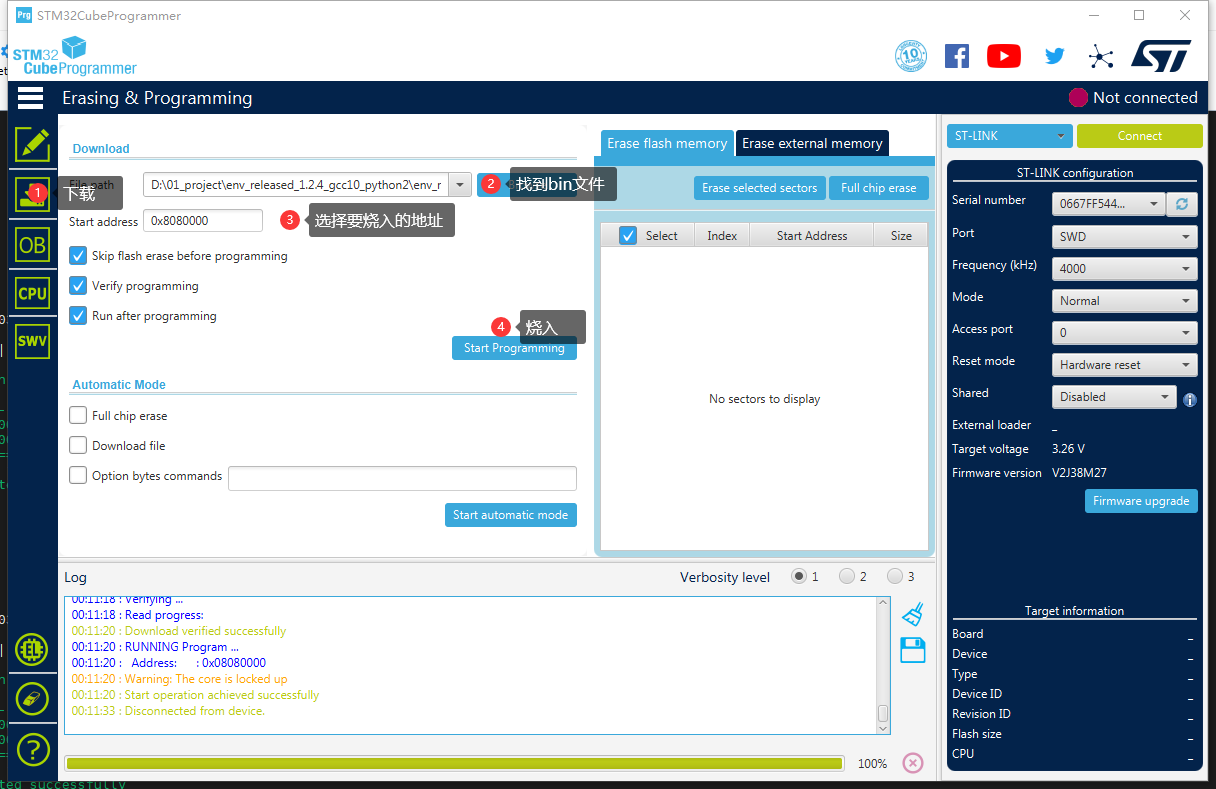 Prg STM32CubeProgrammer
STM32
CubeProgrammer
10
Erasing & Programming
Not connected
Download
Erase flash memory
Erase external memory
ST-LINK
Connect
1 下载
path
D:\01_project\env_released_1.2.4_gcc10_python2\env_r
2 找到bin文件
Erase selected sectors
Full chip erase
ST-LINK configuration
Start address
0x8080000
3 选择要烧入的地址
Serial number
0667FF544...
Select
Index
Start Address
Size
Port
SWD
OB
Skip flash erase before programming
Frequency (kHz)
4000
Verify programming
CPU
Mode
Normal
Run after programming
4 烧入
Access port
0
SWV
Start Programming
Reset mode
Hardware reset
Automatic Mode
Shared
Disabled
No sectors to display
Full chip erase
External loader
_
Download file
Target voltage
3.26 V
Option bytes commands
Firmware version
V2J38M27
Firmware upgrade
Start automatic mode
Log
Verbosity level
1
2
3
00:11:18 : Verifying ...
00:11:18 : Read progress:
00:11:20 : Download verified successfully
00:11:20 : RUNNING Program ...
00:11:20 : Address: : 0x08080000
00:11:20 : Warning: The core is locked up
00:11:20 : Start operation achieved successfully
00:11:33 : Disconnected from device.
Target information
Board
_
Device
_
Type
_
Device ID
_
Revision ID
_
Flash size
_
CPU
_
100%
ted successfully